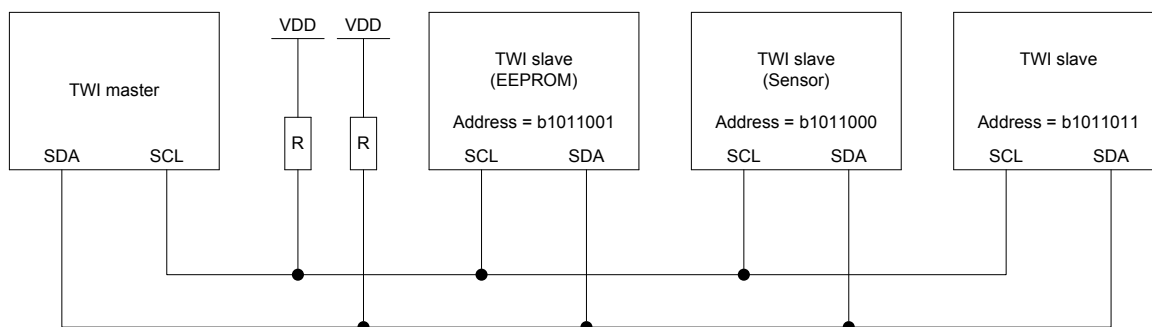 TWI master
SDA
SCL
VDD
VDD
R
R
TWI slave
(EEPROM)
Address = b1011001
SCL
SDA
TWI slave
(Sensor)
Address = b1011000
SCL
SDA
TWI slave
Address = b1011011
SCL
SDA